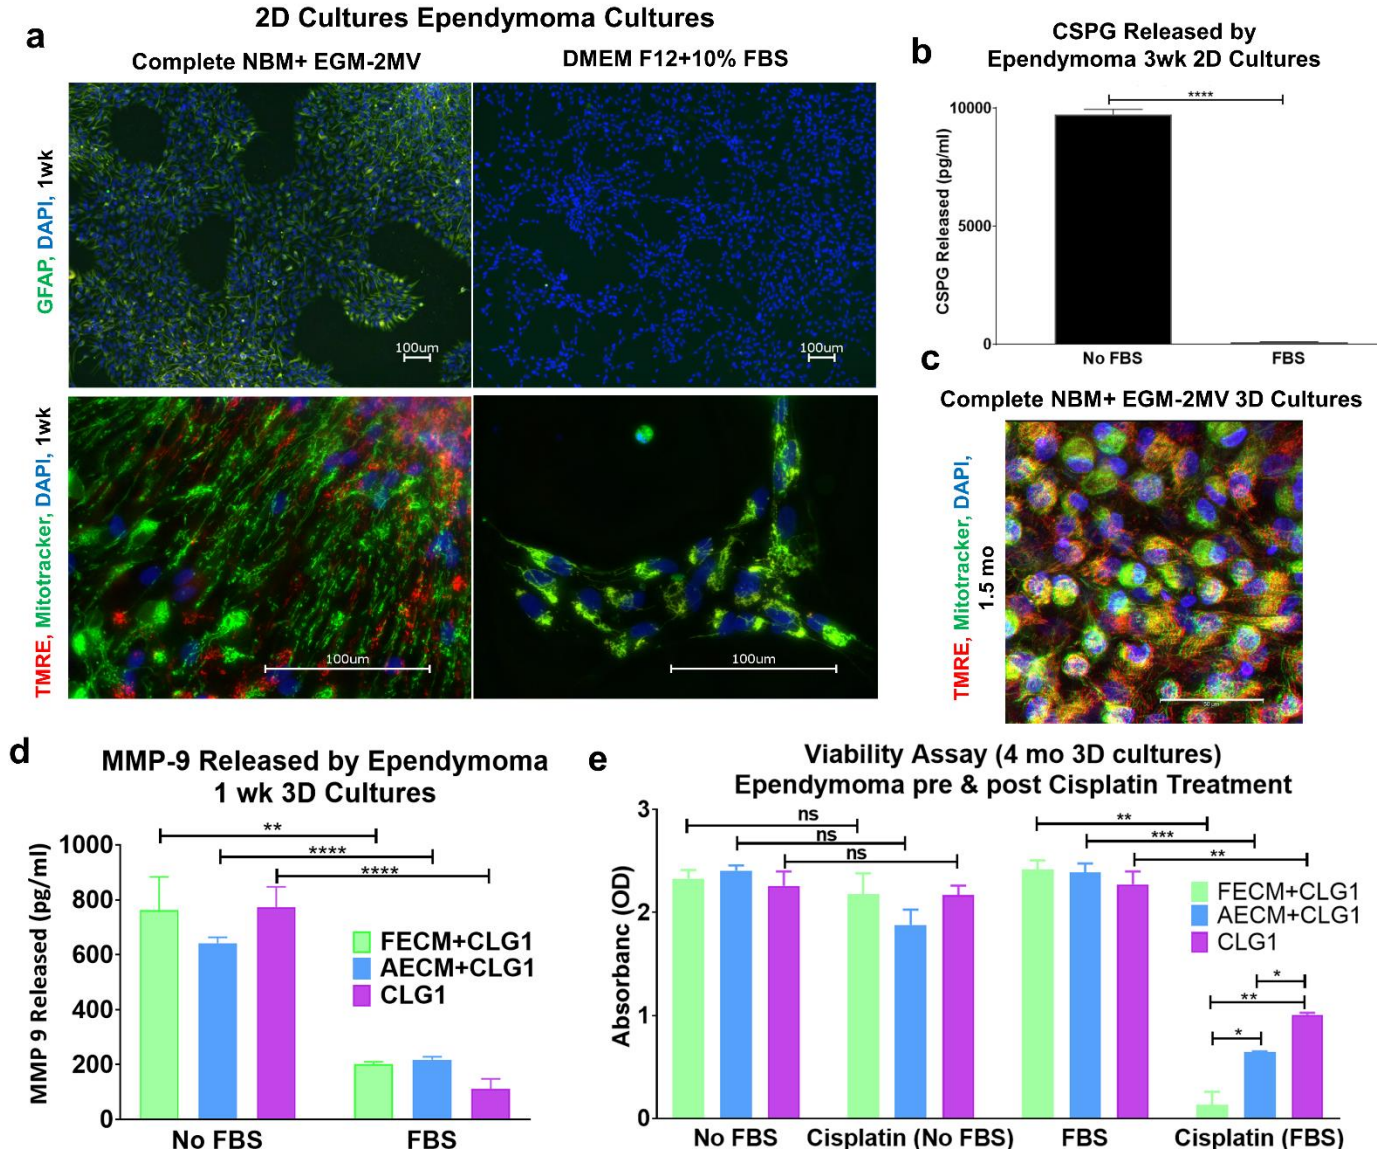 a
2D Cultures Ependymoma Cultures
Complete NBM+ EGM-2MV
DMEM F12+10% FBS
GFAP, DAPI, 1wk
100um
100um
TMRE, Mitotracker, DAPI, 1wk
100um
100um
b
CSPG Released by
Ependymoma 3wk 2D Cultures
CSPG Released (pg/ml)
10000
5000
0
****
No FBS
FBS
c
Complete NBM+ EGM-2MV 3D Cultures
TMRE, Mitotracker, DAPI,
1.5 mo
50 µm
d
MMP-9 Released by Ependymoma
1 wk 3D Cultures
MMP 9 Released (pg/ml)
1000
800
600
400
200
0
**
****
****
FECM+CLG1
AECM+CLG1
CLG1
No FBS
FBS
e
Viability Assay (4 mo 3D cultures)
Ependymoma pre & post Cisplatin Treatment
Absorbanc (OD)
3
2
1
0
ns
ns
ns
**
***
**
FECM+CLG1
AECM+CLG1
CLG1
*
**
*
No FBS
Cisplatin (No FBS)
FBS
Cisplatin (FBS)